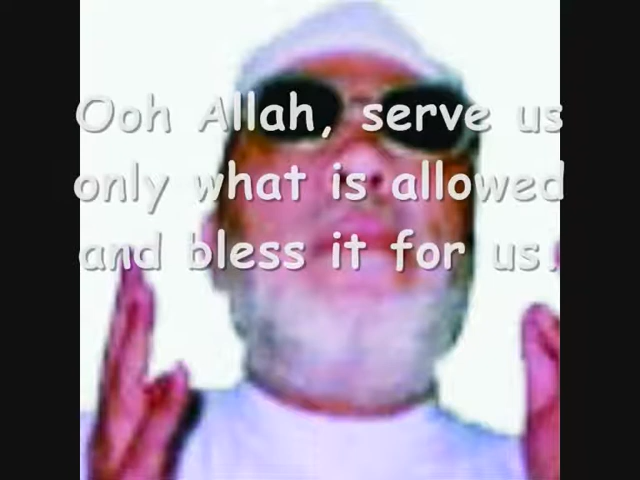 Ooh Allah, serve us
only what is allowed
and bless it for us.